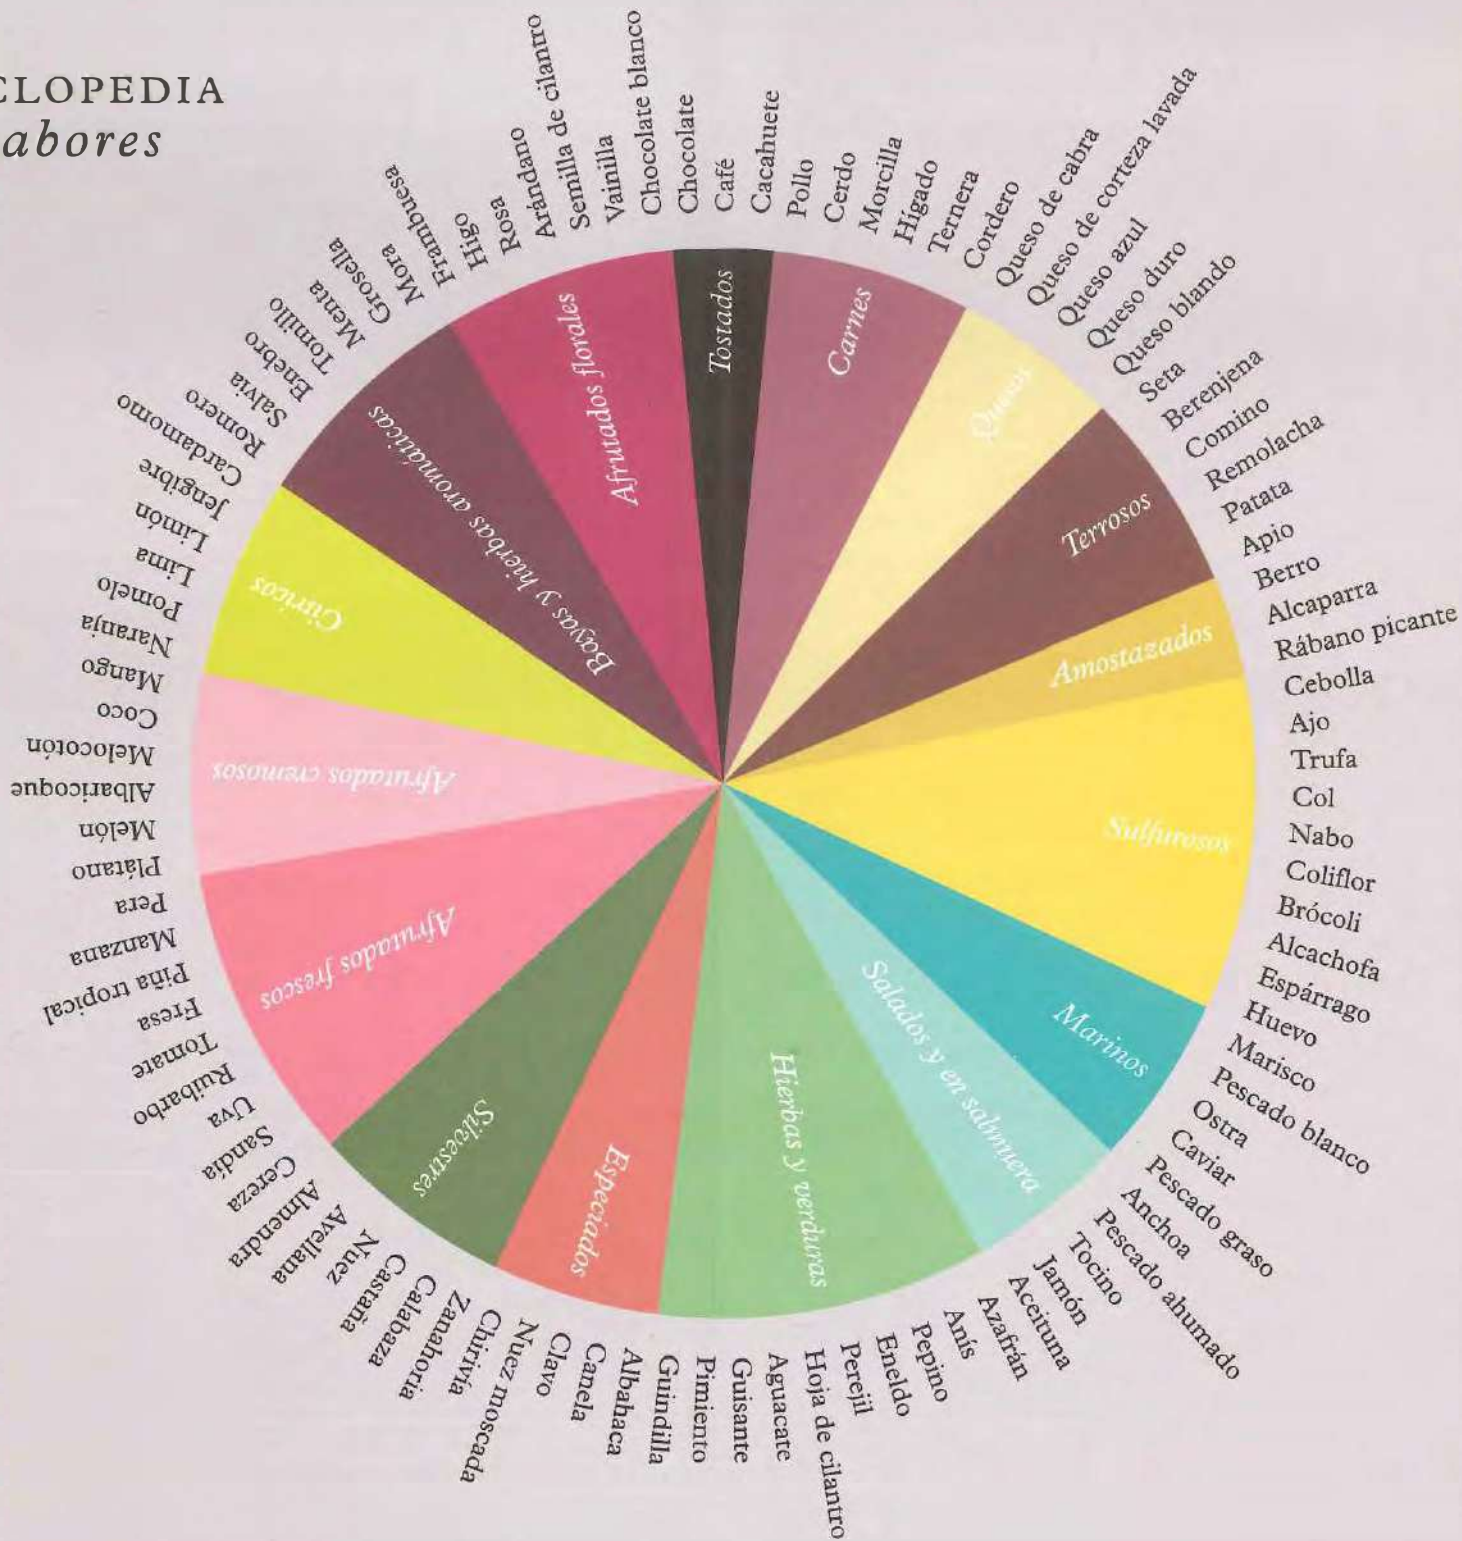 CLOPEDIA
abores
Chocolate
Café
Cacahuete
Pollo
Cerdo
Morcilla
Hígado
Ternera
Cordero
Queso de cabra
Queso de corteza lavada
Queso azul
Queso duro
Queso blando
Seta
Berenjena
Comino
Remolacha
Patata
Apio
Berro
Alcaparra
Rábano picante
Cebolla
Ajo
Trufa
Col
Nabo
Coliflor
Brócoli
Alcachofa
Espárrago
Huevo
Marisco
Pescado blanco
Ostra
Caviar
Pescado graso
Ancho​a
Pescado ahumado
Tocino
Jamón
Aceituna
Azafrán
Anís
Pepino
Eneldo
Perejil
Hoja de cilantro
Aguacate
Guisante
Pimiento
Guindilla
Albahaca
Canela
Clavo
Nuez moscada
Chirivía
Zanahoria
Calabaza
Castaña
Nuez
Avellana
Almendra
Cereza
Sandía
Uva
Ruibarbo
Tomate
Fresa
Piña tropical
Manzana
Pera
Plátano
Melón
Albaricoque
Melocotón
Coco
Mango
Naranja
Pomelo
Lima
Limón
Jengibre
Cardamomo
Romero
Salvia
Enebro
Tomillo
Menta
Grosella
Mora
Frambuesa
Higo
Rosa
Arándano
Semilla de cilantro
Vainilla
Chocolate blanco
Tostados
Carnes
Quesos
Terrosos
Amostazados
Sulfurosos
Marinos
Salados y en salmuera
Hierbas y verduras
Especiados
Silvestres
Afrutados frescos
Afrutados cremosos
Cítricos
Bayas y hierbas aromáticas
Afrutados florales